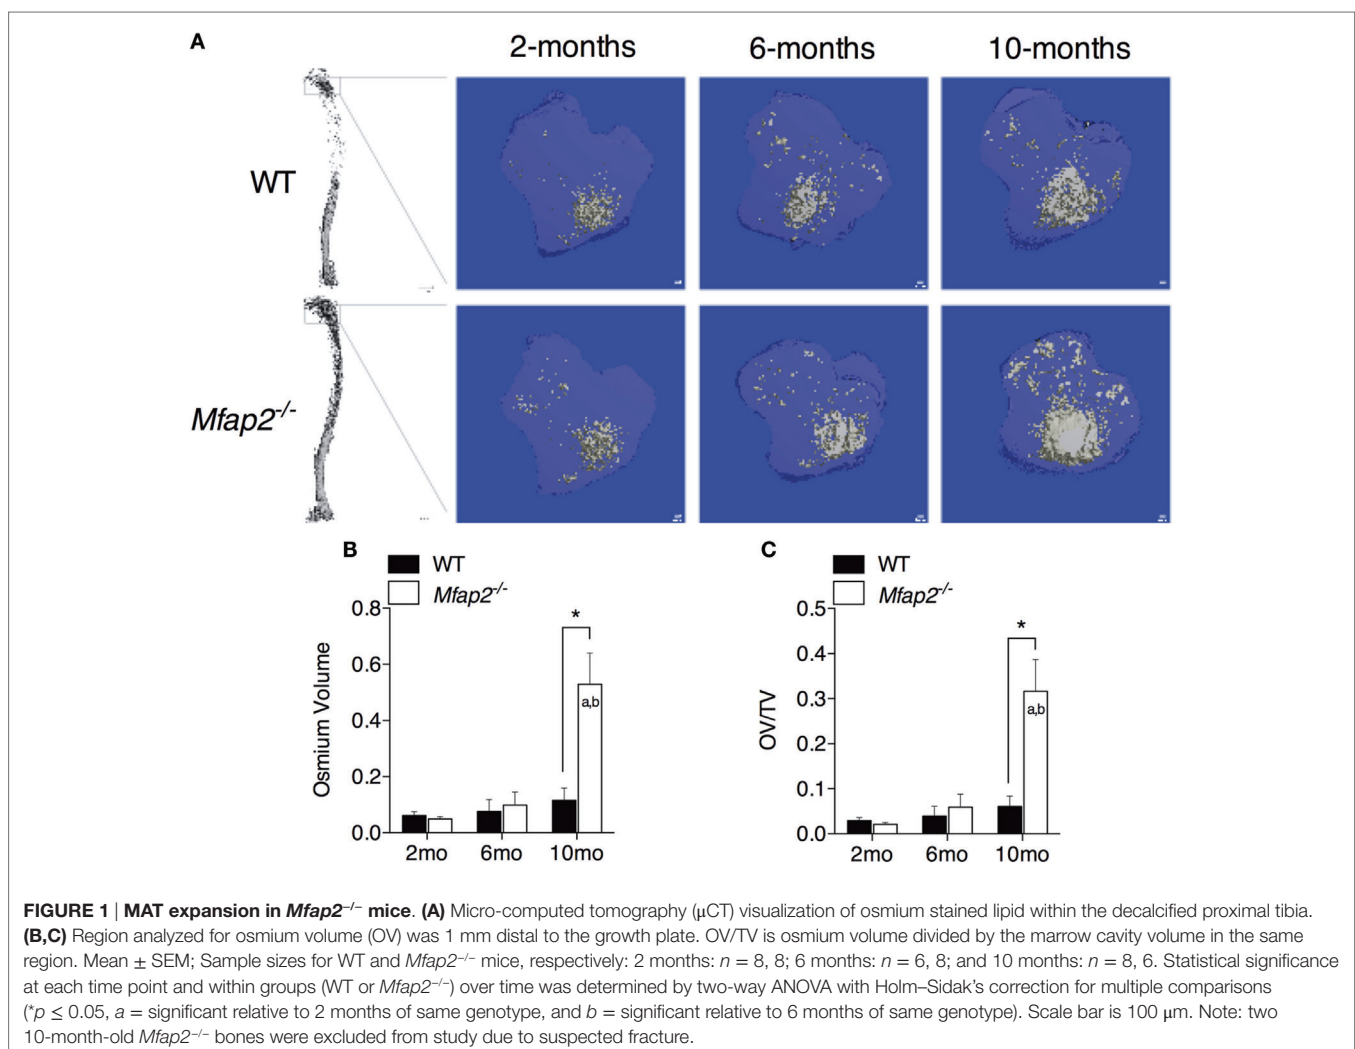 A
2-months
6-months
10-months
WT
Mfap2-/-
B
WT
Mfap2-/-
0.8
0.6
0.4
0.2
0.0
Osmium Volume
*
a,b
2mo
6mo
10mo
C
WT
Mfap2-/-
0.5
0.4
0.3
0.2
0.1
0.0
OV/TV
*
a,b
2mo
6mo
10mo
FIGURE 1 | MAT expansion in Mfap2−/− mice. (A) Micro-computed tomography (μCT) visualization of osmium stained lipid within the decalcified proximal tibia.
(B,C) Region analyzed for osmium volume (OV) was 1 mm distal to the growth plate. OV/TV is osmium volume divided by the marrow cavity volume in the same
region. Mean ± SEM; Sample sizes for WT and Mfap2−/− mice, respectively: 2 months: n = 8, 8; 6 months: n = 6, 8; and 10 months: n = 8, 6. Statistical significance
at each time point and within groups (WT or Mfap2−/−) over time was determined by two-way ANOVA with Holm–Sidak's correction for multiple comparisons
(*p ≤ 0.05, a = significant relative to 2 months of same genotype, and b = significant relative to 6 months of same genotype). Scale bar is 100 μm. Note: two
10-month-old Mfap2−/− bones were excluded from study due to suspected fracture.